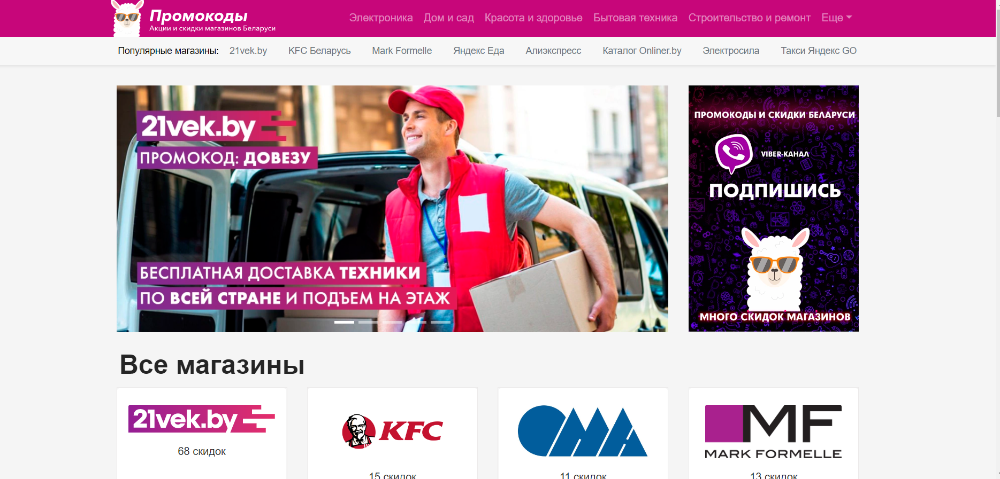 Промокоды
Акции и скидки магазинов Беларуси
Электроника Дом и сад Красота и здоровье Бытовая техника Строительство и ремонт Еще
Популярные магазины: 21vek.by KFC Беларусь Mark Formelle Яндекс Еда Алиэкспресс Каталог Onliner.by Электросила Такси Яндекс GO
21vek.by
ПРОМОКОД: ДОВЕЗУ
БЕСПЛАТНАЯ ДОСТАВКА ТЕХНИКИ
ПО ВСЕЙ СТРАНЕ И ПОДЪЕМ НА ЭТАЖ
ПРОМОКОДЫ И СКИДКИ БЕЛАРУСИ
VIBER-КАНАЛ
ПОДПИШИСЬ
МНОГО СКИДОК МАГАЗИНОВ
Все магазины
21vek.by
68 скидок
KFC
15 скидок
ОМА
11 скидок
MF
MARK FORMELLE
13 скидок